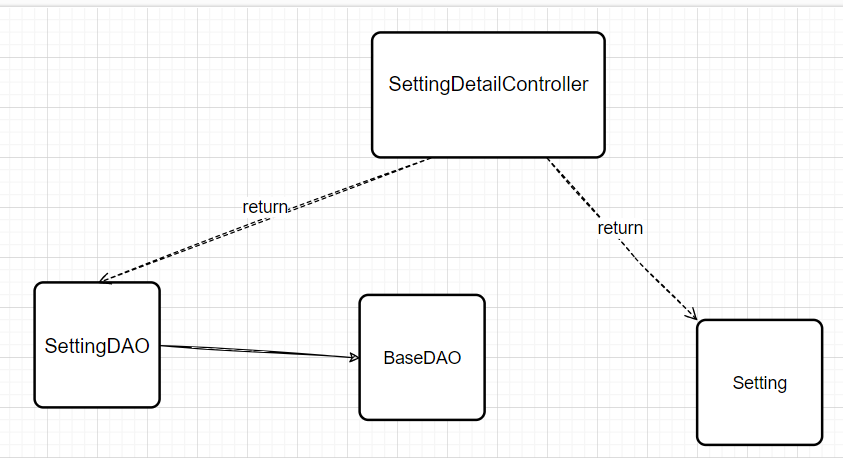 SettingDetailController
return
return
SettingDAO
BaseDAO
Setting